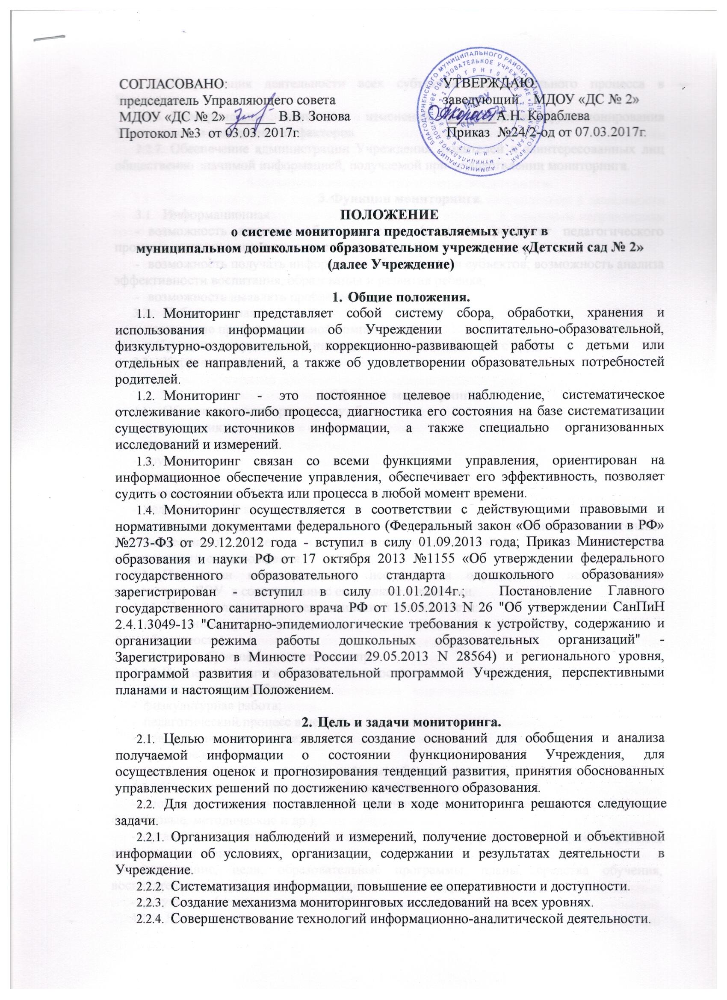 СОГЛАСОВАНО:
председатель Управляющего совета
МДОУ «ДС № 2» ________ В.В. Зонова
Протокол №3 от 03.03. 2017г.
УТВЕРЖДАЮ:
заведующий МДОУ «ДС № 2»
А.Н. Кораблева
Приказ №24/2-од от 07.03.2017г.
ПОЛОЖЕНИЕ
о системе мониторинга предоставляемых услуг в
муниципальном дошкольном образовательном учреждение «Детский сад № 2»
(далее Учреждение)
1. Общие положения.
1.1. Мониторинг представляет собой систему сбора, обработки, хранения и
использования информации об Учреждении воспитательно-образовательной,
физкультурно-оздоровительной, коррекционно-развивающей работы с детьми или
отдельных ее направлений, а также об удовлетворении образовательных потребностей
родителей.
1.2. Мониторинг - это постоянное целевое наблюдение, систематическое
отслеживание какого-либо процесса, диагностика его состояния на базе систематизации
существующих источников информации, а также специально организованных
исследований и измерений.
1.3. Мониторинг связан со всеми функциями управления, ориентирован на
информационное обеспечение управления, обеспечивает его эффективность, позволяет
судить о состоянии объекта или процесса в любой момент времени.
1.4. Мониторинг осуществляется в соответствии с действующими правовыми и
нормативными документами федерального (Федеральный закон «Об образовании в РФ»
№273-ФЗ от 29.12.2012 года - вступил в силу 01.09.2013 года; Приказ Министерства
образования и науки РФ от 17 октября 2013 №1155 «Об утверждении федерального
государственного образовательного стандарта дошкольного образования»
зарегистрирован - вступил в силу 01.01.2014г.; Постановление Главного
государственного санитарного врача РФ от 15.05.2013 N 26 "Об утверждении СанПиН
2.4.1.3049-13 "Санитарно-эпидемиологические требования к устройству, содержанию и
организации режима работы дошкольных образовательных организаций" -
Зарегистрировано в Минюсте России 29.05.2013 N 28564) и регионального уровня,
программой развития и образовательной программой Учреждения, перспективными
планами и настоящим Положением.
2. Цель и задачи мониторинга.
2.1. Целью мониторинга является создание оснований для обобщения и анализа
получаемой информации о состоянии функционирования Учреждения, для
осуществления оценок и прогнозирования тенденций развития, принятия обоснованных
управленческих решений по достижению качественного образования.
2.2. Для достижения поставленной цели в ходе мониторинга решаются следующие
задачи.
2.2.1. Организация наблюдений и измерений, получение достоверной и объективной
информации об условиях, организации, содержании и результатах деятельности в
Учреждение.
2.2.2. Систематизация информации, повышение ее оперативности и доступности.
2.2.3. Создание механизма мониторинговых исследований на всех уровнях.
2.2.4. Совершенствование технологий информационно-аналитической деятельности.